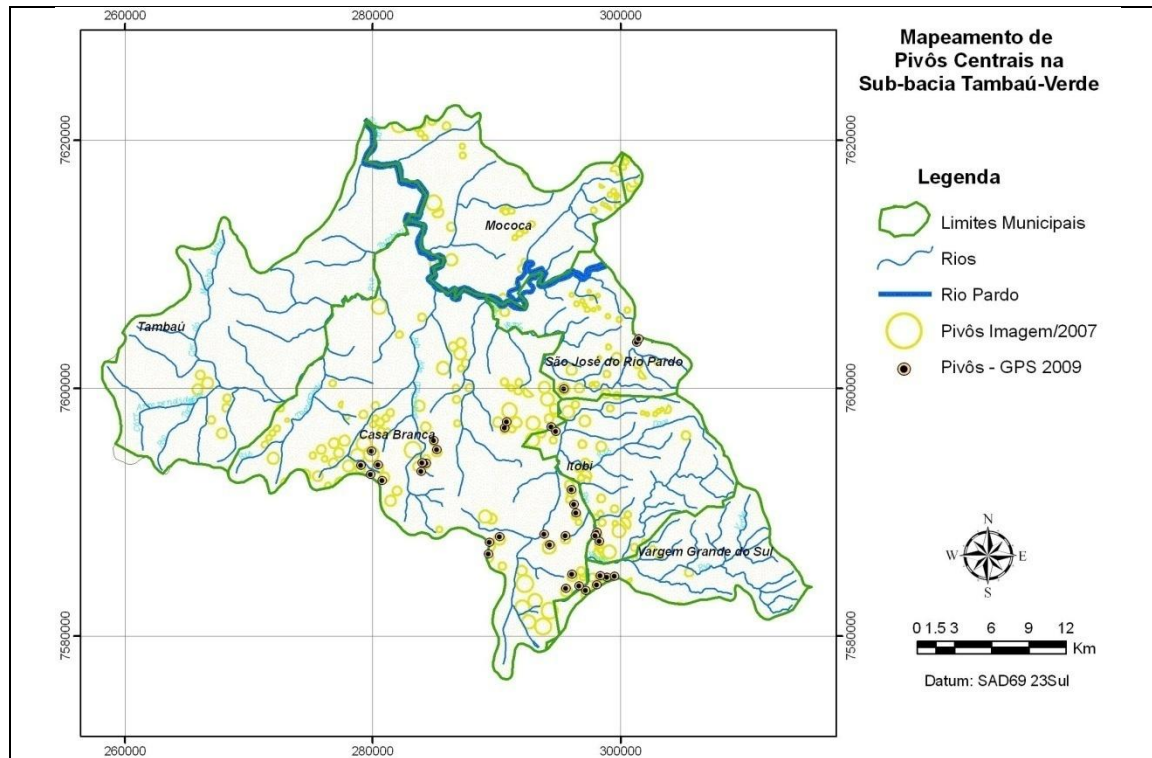 260000
280000
300000
Mapeamento de
Pivôs Centrais na
Sub-bacia Tambaú-Verde
7620000
7620000
Legenda
Limites Municipais
Mococa
Rios
Rio Pardo
Tambaú
Pivôs Imagem/2007
São José do Rio Pardo
Pivôs - GPS 2009
7600000
7600000
Casa Branca
Itobi
Vargem Grande do Sul
N
W
E
S
7580000
7580000
0 1.5 3 6 9 12
Km
Datum: SAD69 23Sul
260000
280000
300000